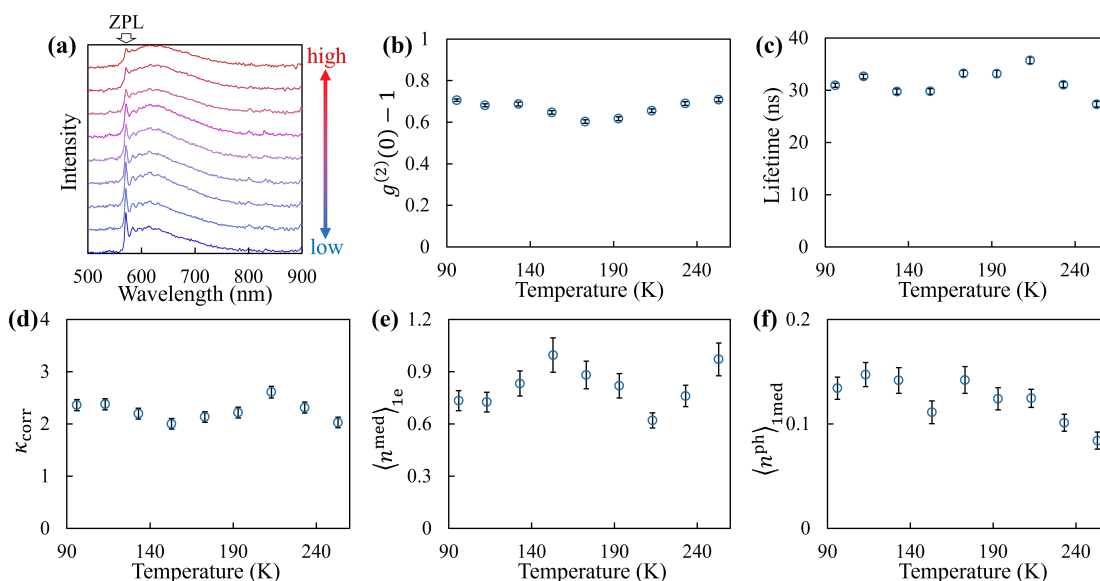 (a)
ZPL
high
low
Intensity
500 600 700 800 900
Wavelength (nm)
(b)
1
0.8
0.6
0.4
0.2
0
g⁽²⁾(0) − 1
90 140 190 240
Temperature (K)
(c)
40
30
20
10
0
Lifetime (ns)
90 140 190 240
Temperature (K)
(d)
4
3
2
1
0
κcorr
90 140 190 240
Temperature (K)
(e)
1.2
0.9
0.6
0.3
0
⟨nᵐᵉᵈ⟩1e
90 140 190 240
Temperature (K)
(f)
0.2
0.1
0
⟨nᵖʰ⟩1med
90 140 190 240
Temperature (K)